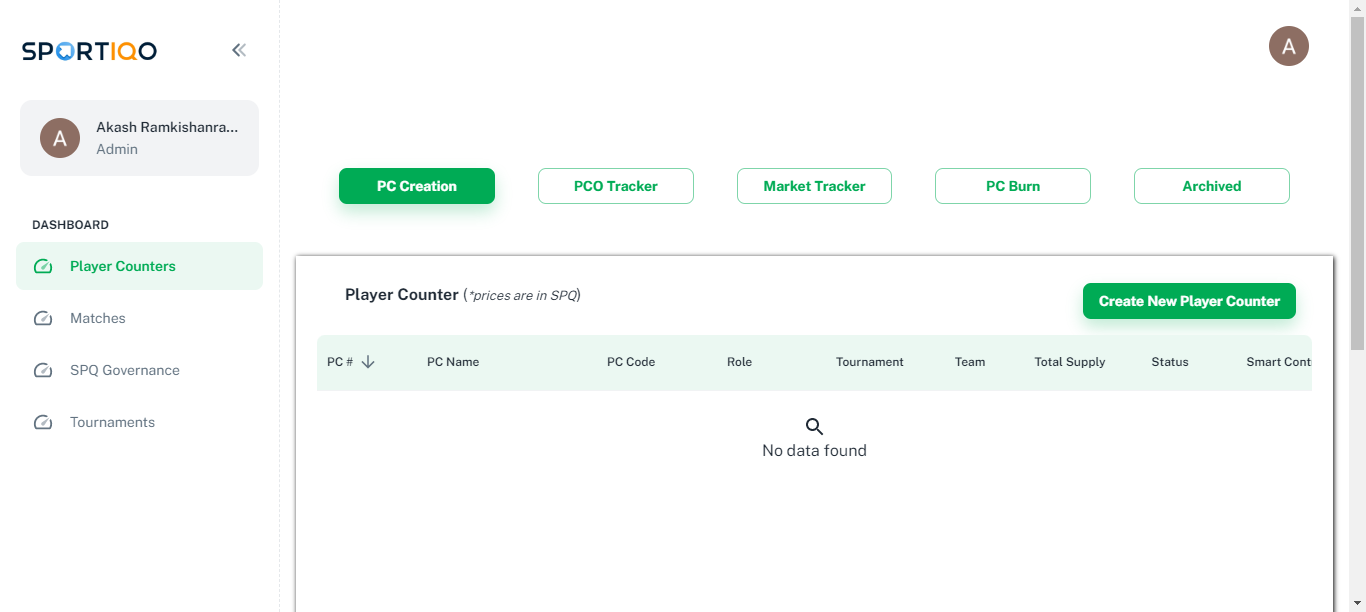 SPORTIQO
A
A
Akash Ramkishanra...
Admin
PC Creation
PCO Tracker
Market Tracker
PC Burn
Archived
DASHBOARD
Player Counters
Matches
SPQ Governance
Tournaments
Player Counter (*prices are in SPQ)
Create New Player Counter
PC #
PC Name
PC Code
Role
Tournament
Team
Total Supply
Status
Smart Cont
No data found